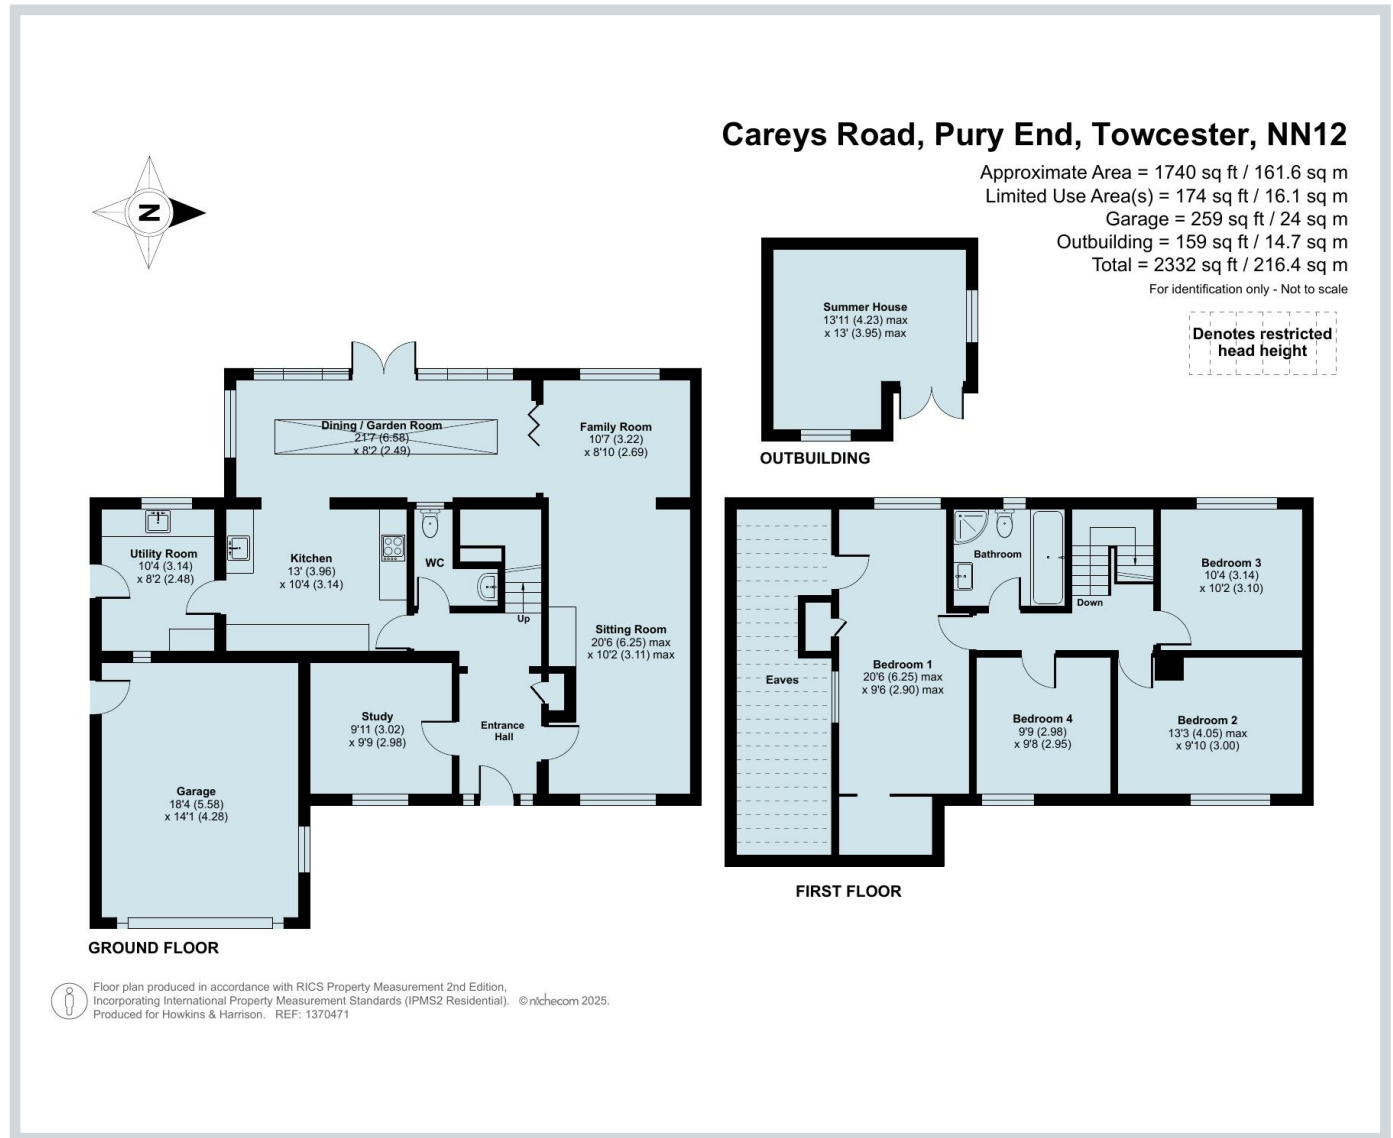 Careys Road, Pury End, Towcester, NN12
Approximate Area = 1740 sq ft / 161.6 sq m
Limited Use Area(s) = 174 sq ft / 16.1 sq m
Garage = 259 sq ft / 24 sq m
Outbuilding = 159 sq ft / 14.7 sq m
Total = 2332 sq ft / 216.4 sq m
For identification only - Not to scale
Denotes restricted
head height
N
Summer House
13'11 (4.23) max
x 13' (3.95) max
OUTBUILDING
Dining / Garden Room
21'7 (6.58)
x 8'2 (2.49)
Family Room
10'7 (3.22)
x 8'10 (2.69)
Utility Room
10'4 (3.14)
x 8'2 (2.48)
Kitchen
13' (3.96)
x 10'4 (3.14)
WC
Up
Sitting Room
20'6 (6.25) max
x 10'2 (3.11) max
Study
9'11 (3.02)
x 9'9 (2.98)
Entrance
Hall
Garage
18'4 (5.58)
x 14'1 (4.28)
GROUND FLOOR
Bathroom
Down
Bedroom 3
10'4 (3.14)
x 10'2 (3.10)
Eaves
Bedroom 1
20'6 (6.25) max
x 9'6 (2.90) max
Bedroom 4
9'9 (2.98)
x 9'8 (2.95)
Bedroom 2
13'3 (4.05) max
x 9'10 (3.00)
FIRST FLOOR
Floor plan produced in accordance with RICS Property Measurement 2nd Edition,
Incorporating International Property Measurement Standards (IPMS2 Residential). © nichecom 2025.
Produced for Howkins & Harrison. REF: 1370471